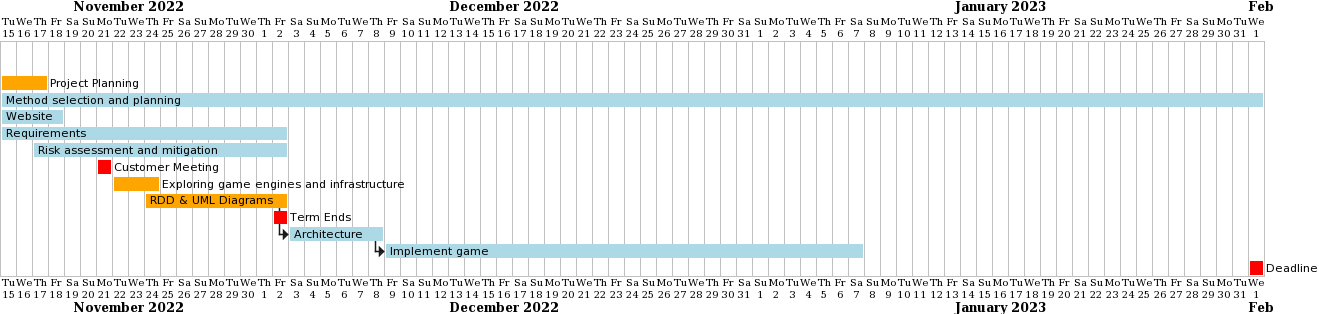 November 2022 December 2022 January 2023 Feb
Tu We Th Fr Sa Su Mo Tu We Th Fr Sa Su Mo Tu We Th Fr Sa Su Mo Tu We Th Fr Sa Su Mo Tu We Th Fr Sa Su Mo Tu We Th Fr Sa Su Mo Tu We Th Fr Sa Su Mo Tu We Th Fr Sa Su Mo Tu We Th Fr Sa Su Mo Tu We Th Fr Sa Su Mo Tu We Th Fr Sa Su Mo Tu We
15 16 17 18 19 20 21 22 23 24 25 26 27 28 29 30 1 2 3 4 5 6 7 8 9 10 11 12 13 14 15 16 17 18 19 20 21 22 23 24 25 26 27 28 29 30 31 1 2 3 4 5 6 7 8 9 10 11 12 13 14 15 16 17 18 19 20 21 22 23 24 25 26 27 28 29 30 31 1
Project Planning
Method selection and planning
Website
Requirements
Risk assessment and mitigation
Customer Meeting
Exploring game engines and infrastructure
RDD & UML Diagrams
Term Ends
Architecture
Implement game
Deadline
Tu We Th Fr Sa Su Mo Tu We Th Fr Sa Su Mo Tu We Th Fr Sa Su Mo Tu We Th Fr Sa Su Mo Tu We Th Fr Sa Su Mo Tu We Th Fr Sa Su Mo Tu We Th Fr Sa Su Mo Tu We Th Fr Sa Su Mo Tu We Th Fr Sa Su Mo Tu We Th Fr Sa Su Mo Tu We Th Fr Sa Su Mo Tu We
15 16 17 18 19 20 21 22 23 24 25 26 27 28 29 30 1 2 3 4 5 6 7 8 9 10 11 12 13 14 15 16 17 18 19 20 21 22 23 24 25 26 27 28 29 30 31 1 2 3 4 5 6 7 8 9 10 11 12 13 14 15 16 17 18 19 20 21 22 23 24 25 26 27 28 29 30 31 1
November 2022 December 2022 January 2023 Feb